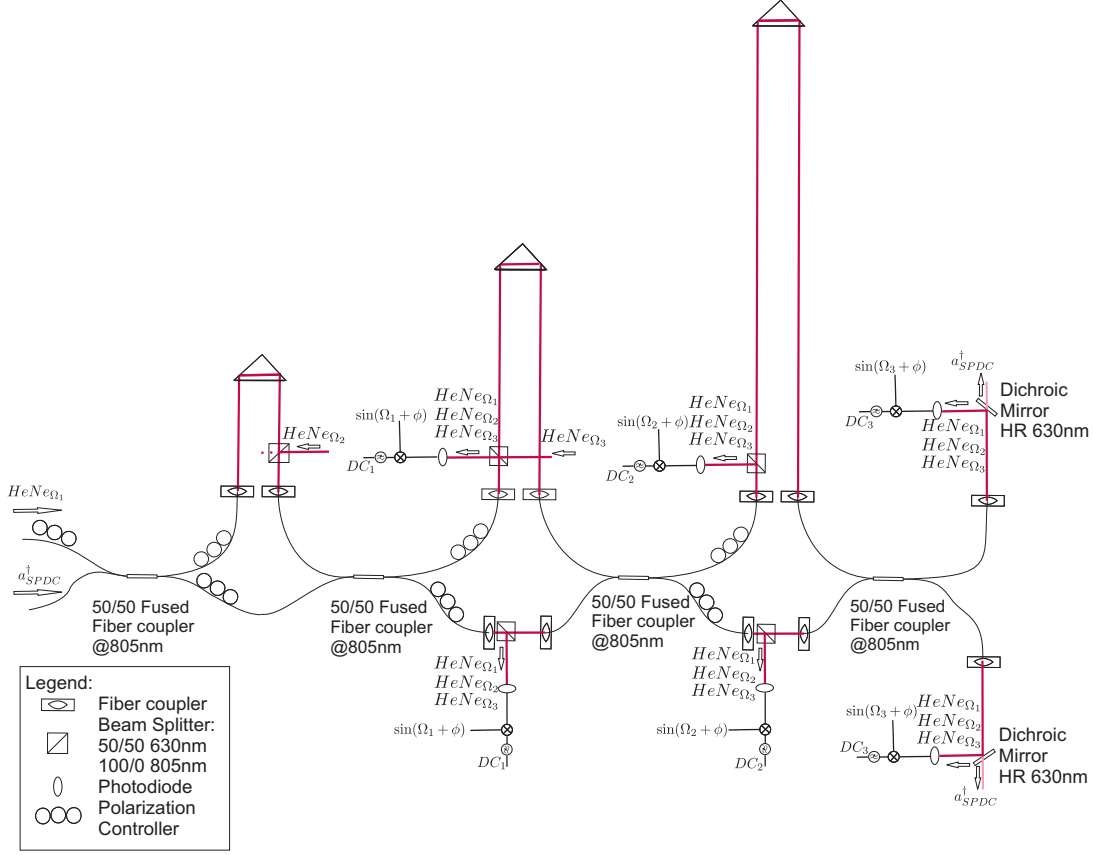 a†SPDC
sin(Ω3 + ϕ)
Dichroic
Mirror
HR 630nm
DC3
HeNeΩ1
HeNeΩ2
HeNeΩ3
HeNeΩ1
HeNeΩ2
HeNeΩ3
sin(Ω2 + ϕ)
DC2
HeNeΩ3
HeNeΩ1
HeNeΩ2
HeNeΩ3
sin(Ω1 + ϕ)
DC1
HeNeΩ2
HeNeΩ1
a†SPDC
50/50 Fused
Fiber coupler
@805nm
50/50 Fused
Fiber coupler
@805nm
50/50 Fused
Fiber coupler
@805nm
50/50 Fused
Fiber coupler
@805nm
HeNeΩ1
HeNeΩ2
HeNeΩ3
sin(Ω1 + ϕ)
DC1
HeNeΩ1
HeNeΩ2
HeNeΩ3
sin(Ω2 + ϕ)
DC2
HeNeΩ1
HeNeΩ2
HeNeΩ3
sin(Ω3 + ϕ)
DC3
Dichroic
Mirror
HR 630nm
a†SPDC
Legend:
Fiber coupler
Beam Splitter:
50/50 630nm
100/0 805nm
Photodiode
Polarization
Controller